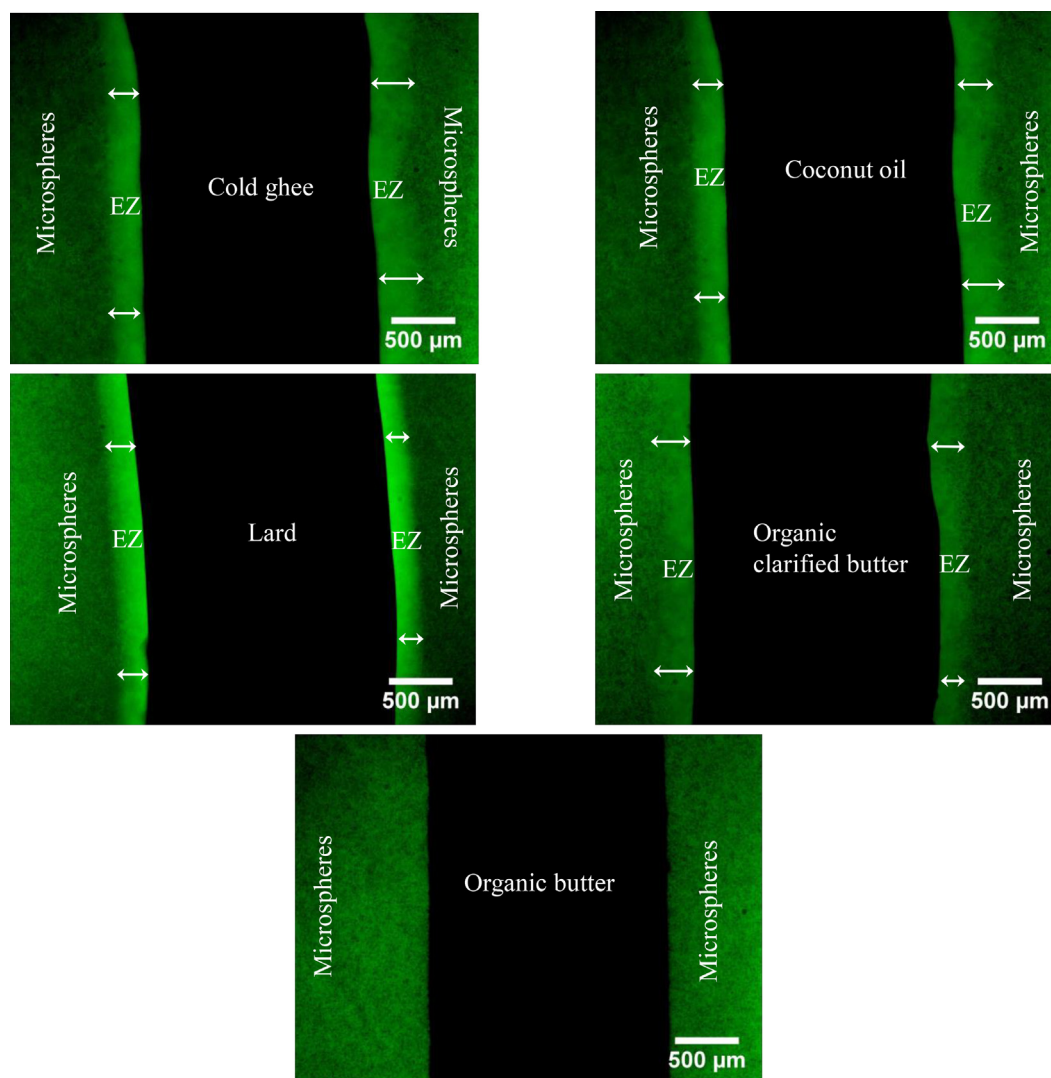 Microspheres
EZ
Cold ghee
EZ
Microspheres
500 µm
Microspheres
EZ
Coconut oil
EZ
Microspheres
500 µm
Microspheres
EZ
Lard
EZ
Microspheres
500 µm
Microspheres
EZ
Organic
clarified butter
EZ
Microspheres
500 µm
Microspheres
Organic butter
Microspheres
500 µm